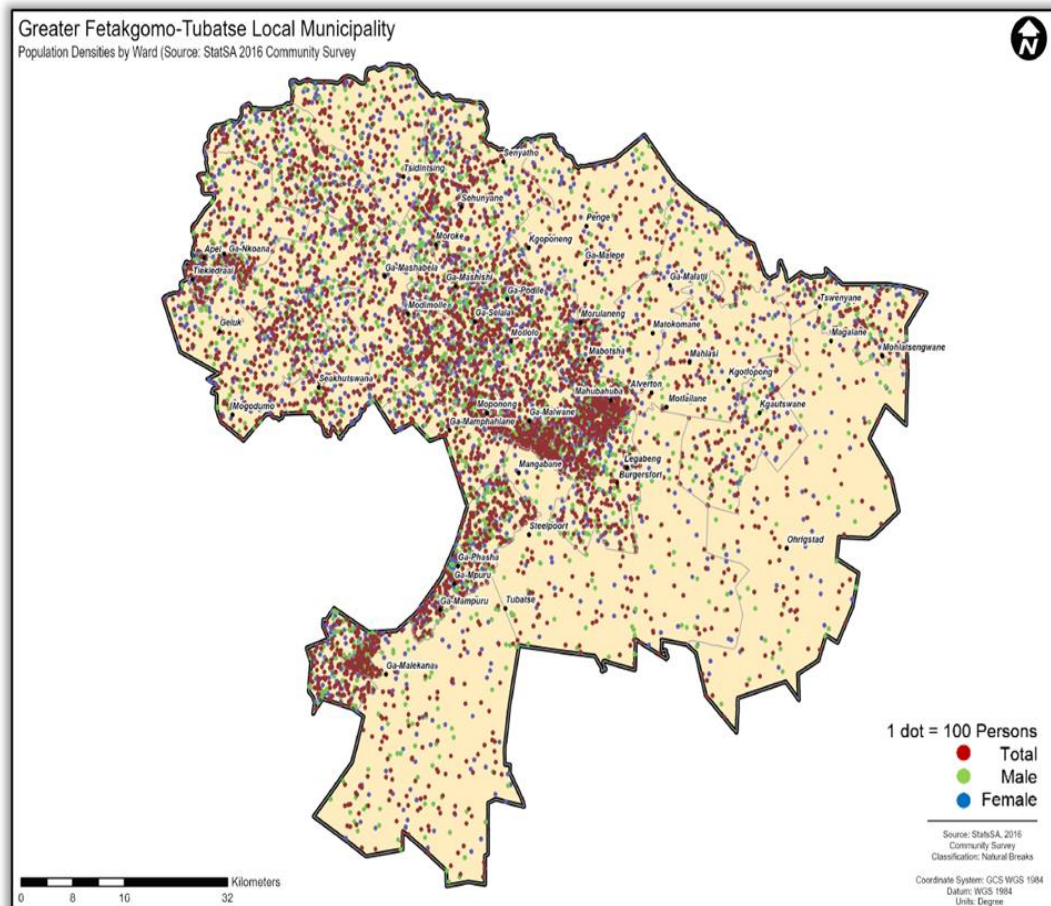 Greater Fetakgomo-Tubatse Local Municipality
Population Densities by Ward (Source: StatSA 2016 Community Survey
N
Senyatho
Tsidintsing
Sehunyane
Penge
Moroke
Kgoponeng
Apel
Ga-Nkoana
Ga-Malepe
Ga-Mashabela
Tiekiedraai
Ga-Mashishi
Ga-Malatji
Ga-Podile
Tswenyane
Modimolle
Ga-Selala
Morulaneng
Matokomane
Geluk
Motlolo
Magalane
Mabotsha
Mahlasi
Mohlatsengwane
Seakhutswana
Kgotlopong
Alverton
Mahubahuba
Mogodumo
Moponong
Motlailane
Kgautswane
Ga-Mamphahlane
Ga-Malwane
Mangabane
Legabeng
Burgersfort
Steelpoort
Ohrigstad
Ga-Phasha
Ga-Mpuru
Ga-Mampuru
Tubatse
Ga-Malekana
1 dot = 100 Persons
Total
Male
Female
Source: StatsSA, 2016
Community Survey
Classification: Natural Breaks
Coordinate System: GCS WGS 1984
Datum: WGS 1984
Units: Degree
Kilometers
0 8 16 32